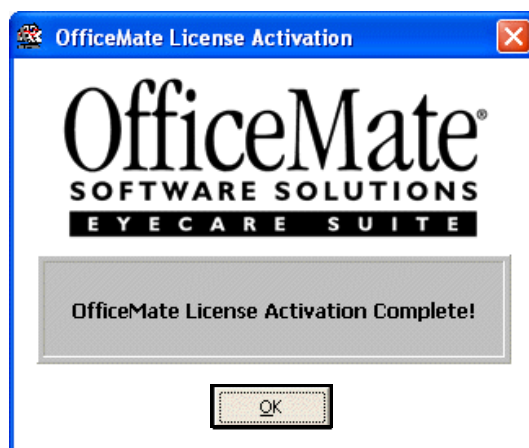 OfficeMate License Activation
OfficeMate®
SOFTWARE SOLUTIONS
EYECARE SUITE
OfficeMate License Activation Complete!
OK